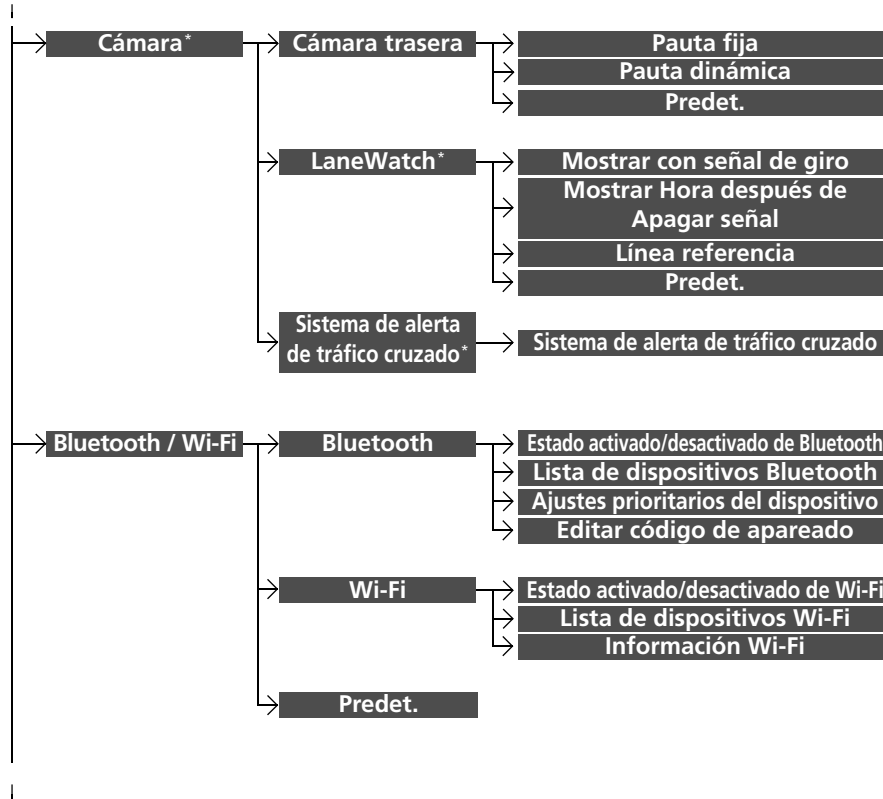 Cámara*
Cámara trasera
Pauta fija
Pauta dinámica
Predet.
LaneWatch*
Mostrar con señal de giro
Mostrar Hora después de
Apagar señal
Línea referencia
Predet.
Sistema de alerta
de tráfico cruzado*
Sistema de alerta de tráfico cruzado
Bluetooth / Wi-Fi
Bluetooth
Estado activado/desactivado de Bluetooth
Lista de dispositivos Bluetooth
Ajustes prioritarios del dispositivo
Editar código de apareado
Wi-Fi
Estado activado/desactivado de Wi-Fi
Lista de dispositivos Wi-Fi
Información Wi-Fi
Predet.